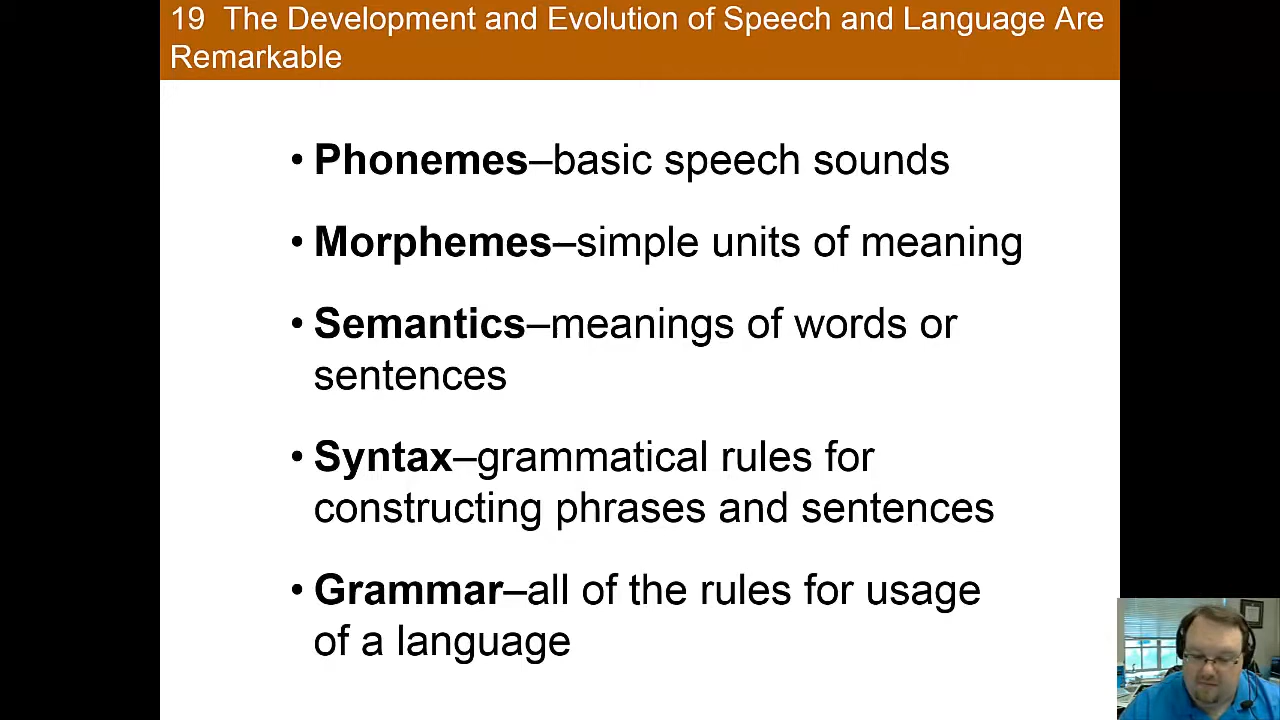 19  The Development and Evolution of Speech and Language Are
Remarkable
• Phonemes–basic speech sounds
• Morphemes–simple units of meaning
• Semantics–meanings of words or
sentences
• Syntax–grammatical rules for
constructing phrases and sentences
• Grammar–all of the rules for usage
of a language